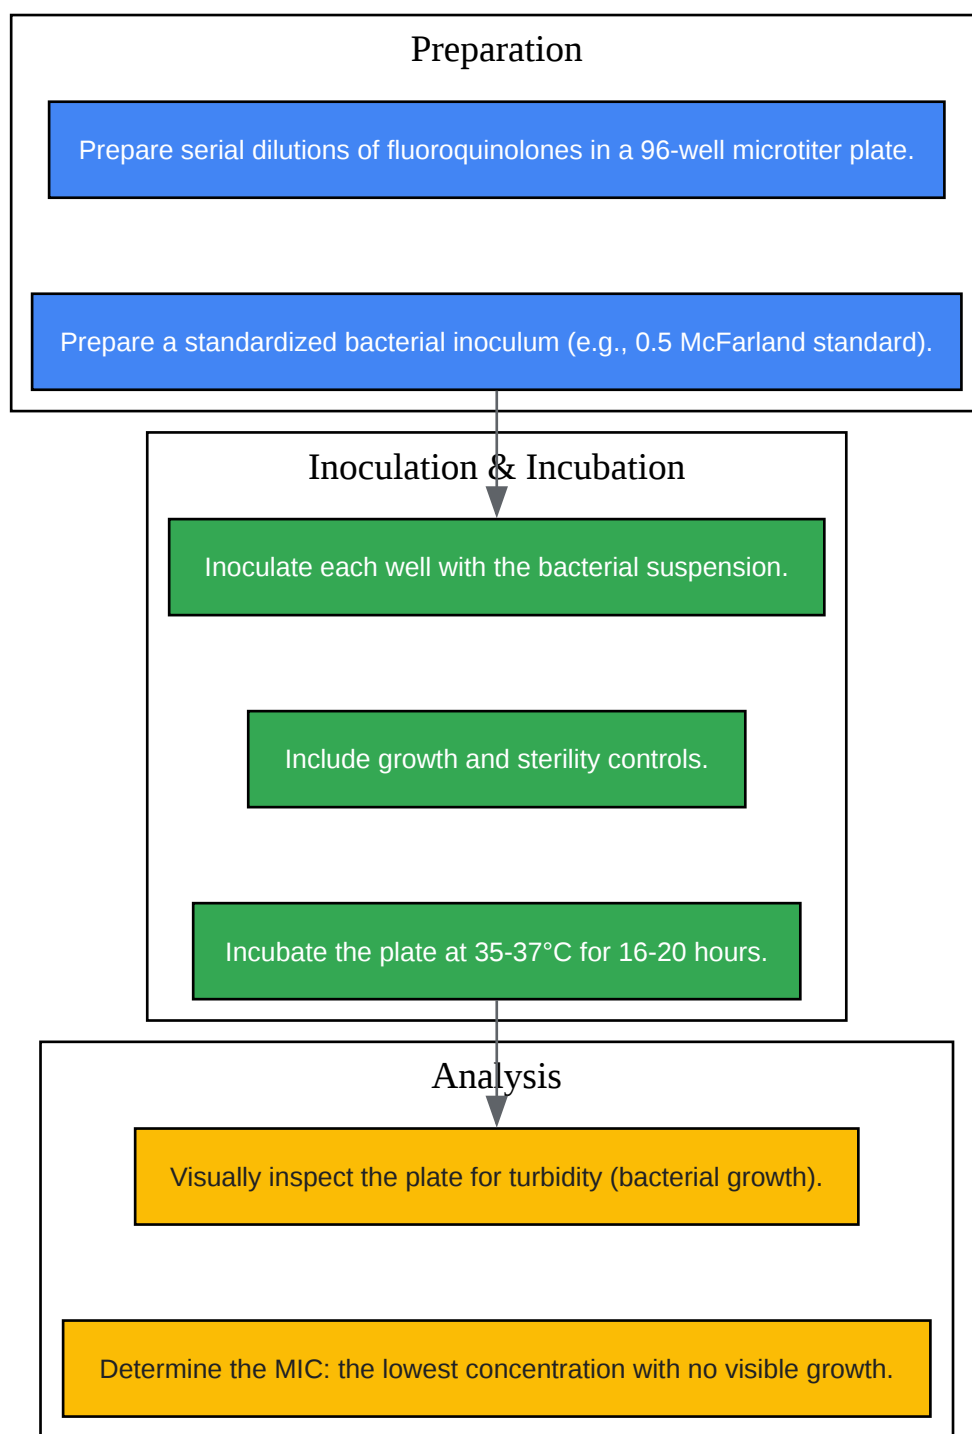 Preparation
Prepare serial dilutions of fluoroquinolones in a 96-well microtiter plate.
Prepare a standardized bacterial inoculum (e.g., 0.5 McFarland standard).
Inoculation & Incubation
Inoculate each well with the bacterial suspension.
Include growth and sterility controls.
Incubate the plate at 35-37°C for 16-20 hours.
Analysis
Visually inspect the plate for turbidity (bacterial growth).
Determine the MIC: the lowest concentration with no visible growth.